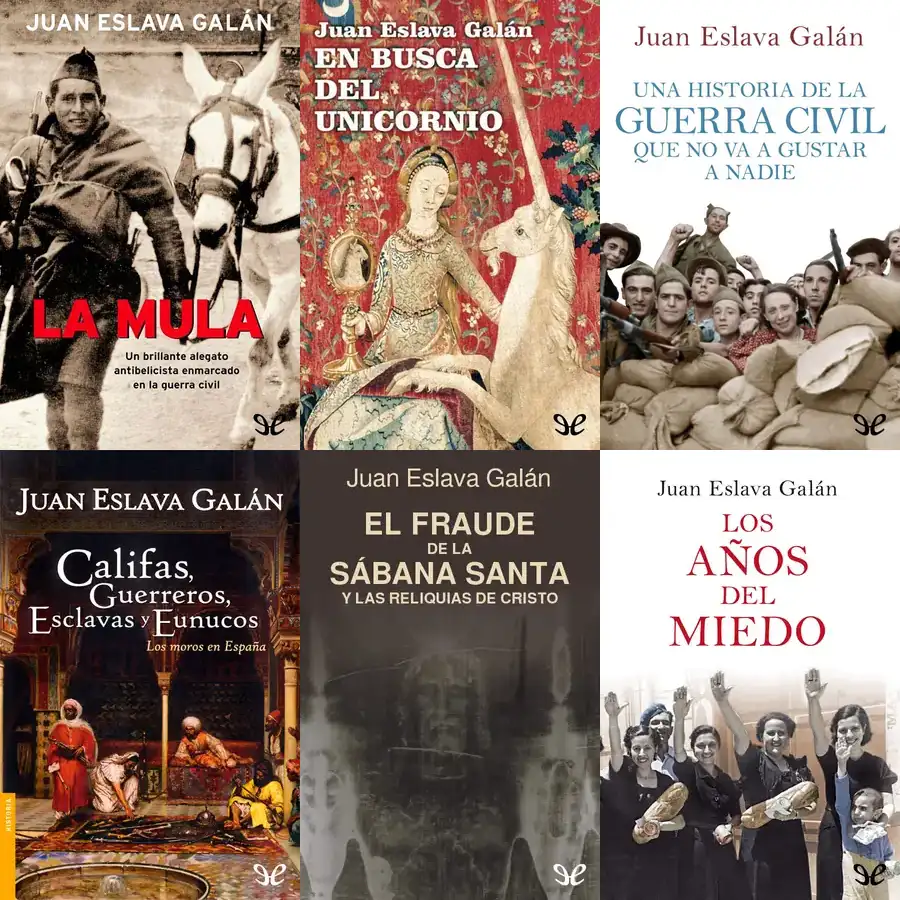 JUAN ESLAVA GALÁN
LA MULA
Un brillante alegato
antibelicista enmarcado
en la guerra civil
Juan Eslava Galán
EN BUSCA
DEL
UNICORNIO
Juan Eslava Galán
UNA HISTORIA DE LA
GUERRA CIVIL
QUE NO VA A GUSTAR
A NADIE
JUAN ESLAVA GALÁN
Califas,
Guerreros,
Esclavas y Eunucos
Los moros en España
HISTORIA
Juan Eslava Galán
EL FRAUDE
DE LA
SÁBANA SANTA
Y LAS RELIQUIAS DE CRISTO
Juan Eslava Galán
LOS
AÑOS
DEL
MIEDO